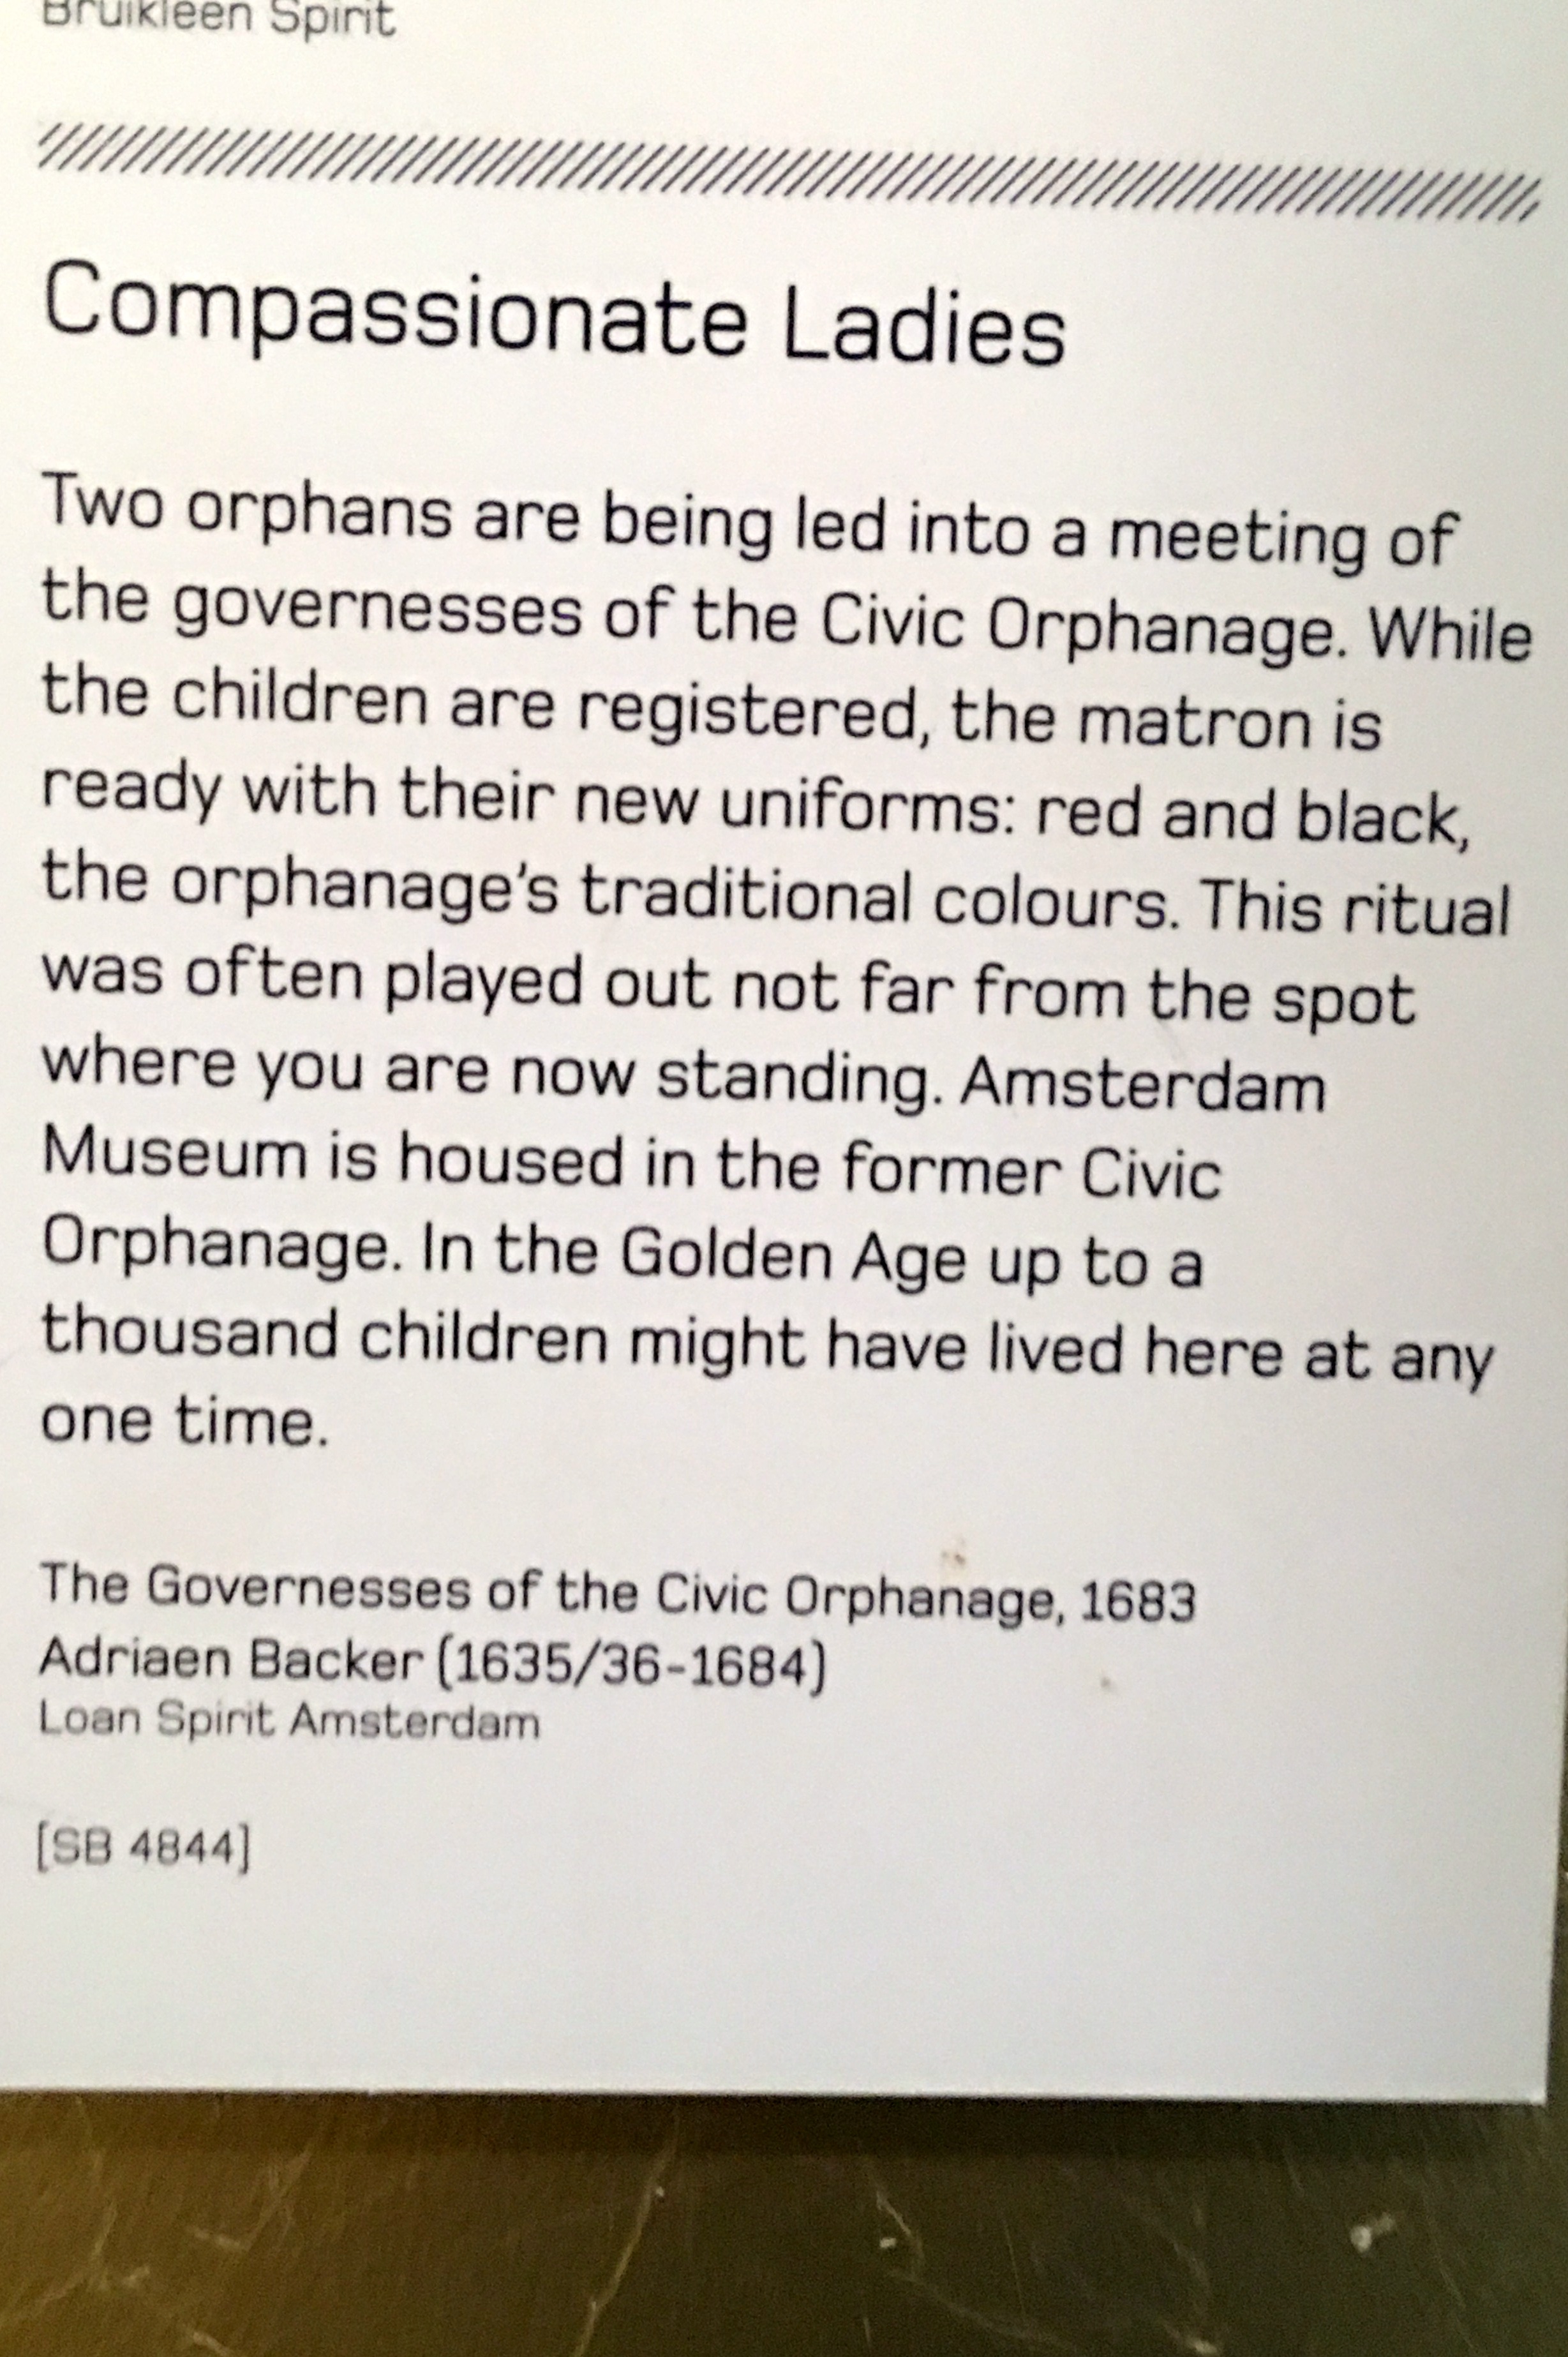 Bruikleen Spirit
Compassionate Ladies
Two orphans are being led into a meeting of
the governesses of the Civic Orphanage. While
the children are registered, the matron is
ready with their new uniforms: red and black,
the orphanage's traditional colours. This ritual
was often played out not far from the spot
where you are now standing. Amsterdam
Museum is housed in the former Civic
Orphanage. In the Golden Age up to a
thousand children might have lived here at any
one time.
The Governesses of the Civic Orphanage, 1683
Adriaen Backer (1635/36-1684)
Loan Spirit Amsterdam
[SB 4844]